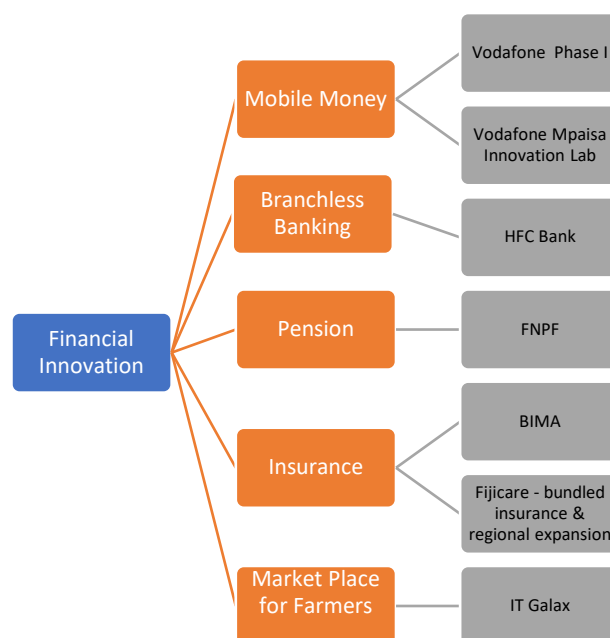 Vodafone Phase I
Mobile Money
Vodafone Mpaisa
Innovation Lab
Branchless
Banking
HFC Bank
Financial
Innovation
Pension
FNPF
BIMA
Insurance
Fijicare - bundled
insurance &
regional expansion
Market Place
for Farmers
IT Galax